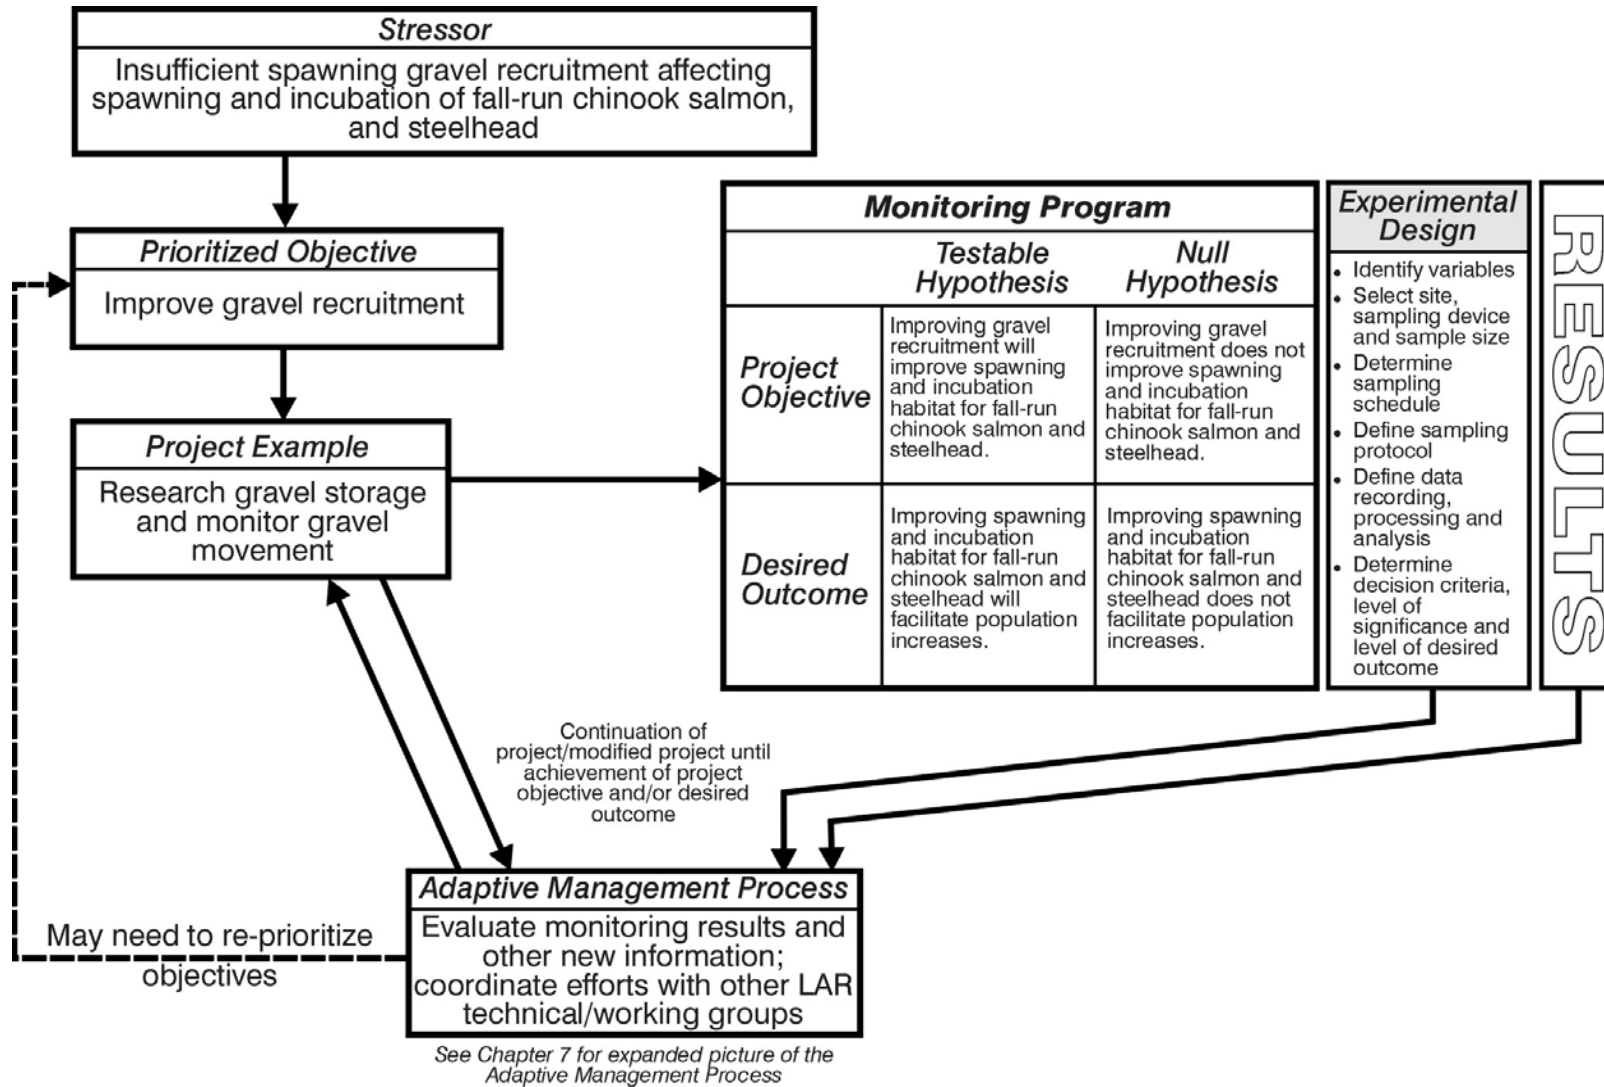 Stressor
Insufficient spawning gravel recruitment affecting
spawning and incubation of fall-run chinook salmon,
and steelhead
Prioritized Objective
Improve gravel recruitment
Project Example
Research gravel storage
and monitor gravel
movement
Monitoring Program
Testable
Hypothesis
Null
Hypothesis
Project
Objective
Improving gravel
recruitment will
improve spawning
and incubation
habitat for fall-run
chinook salmon and
steelhead.
Improving gravel
recruitment does not
improve spawning
and incubation
habitat for fall-run
chinook salmon and
steelhead.
Desired
Outcome
Improving spawning
and incubation
habitat for fall-run
chinook salmon and
steelhead will
facilitate population
increases.
Improving spawning
and incubation
habitat for fall-run
chinook salmon and
steelhead does not
facilitate population
increases.
Experimental
Design
• Identify variables
• Select site,
sampling device
and sample size
• Determine
sampling
schedule
• Define sampling
protocol
• Define data
recording,
processing and
analysis
• Determine
decision criteria,
level of
significance and
level of desired
outcome
RESULTS
Continuation of
project/modified project until
achievement of project
objective and/or desired
outcome
Adaptive Management Process
Evaluate monitoring results and
other new information;
coordinate efforts with other LAR
technical/working groups
May need to re-prioritize
objectives
See Chapter 7 for expanded picture of the
Adaptive Management Process